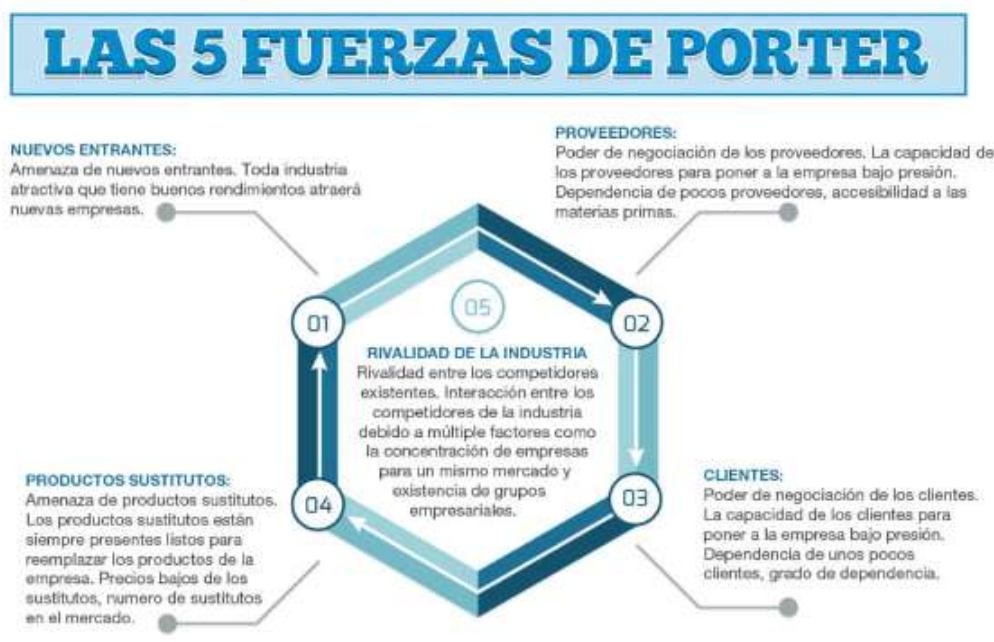 LAS 5 FUERZAS DE PORTER
NUEVOS ENTRANTES:
Amenaza de nuevos entrantes. Toda industria
atractiva que tiene buenos rendimientos atraerá
nuevas empresas.
PROVEEDORES:
Poder de negociación de los proveedores. La capacidad de
los proveedores para poner a la empresa bajo presión.
Dependencia de pocos proveedores, accesibilidad a las
materias primas.
01
02
05
RIVALIDAD DE LA INDUSTRIA
Rivalidad entre los competidores
existentes. Interacción entre los
competidores de la industria
debido a múltiple factores como
la concentración de empresas
para un mismo mercado y
existencia de grupos
empresariales.
03
CLIENTES:
Poder de negociación de los clientes.
La capacidad de los clientes para
poner a la empresa bajo presión.
Dependencia de unos pocos
clientes, grado de dependencia.
04
PRODUCTOS SUSTITUTOS:
Amenaza de productos sustitutos.
Los productos sustitutos están
siempre presentes listos para
reemplazar los productos de la
empresa. Precios bajos de los
sustitutos, numero de sustitutos
en el mercado.